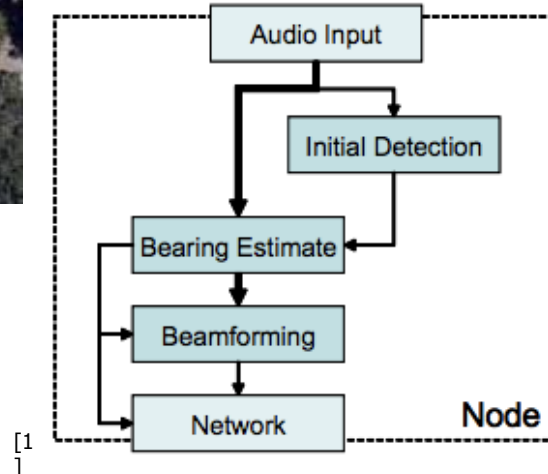 Audio Input
Initial Detection
Bearing Estimate
Beamforming
Network
Node
[1
]